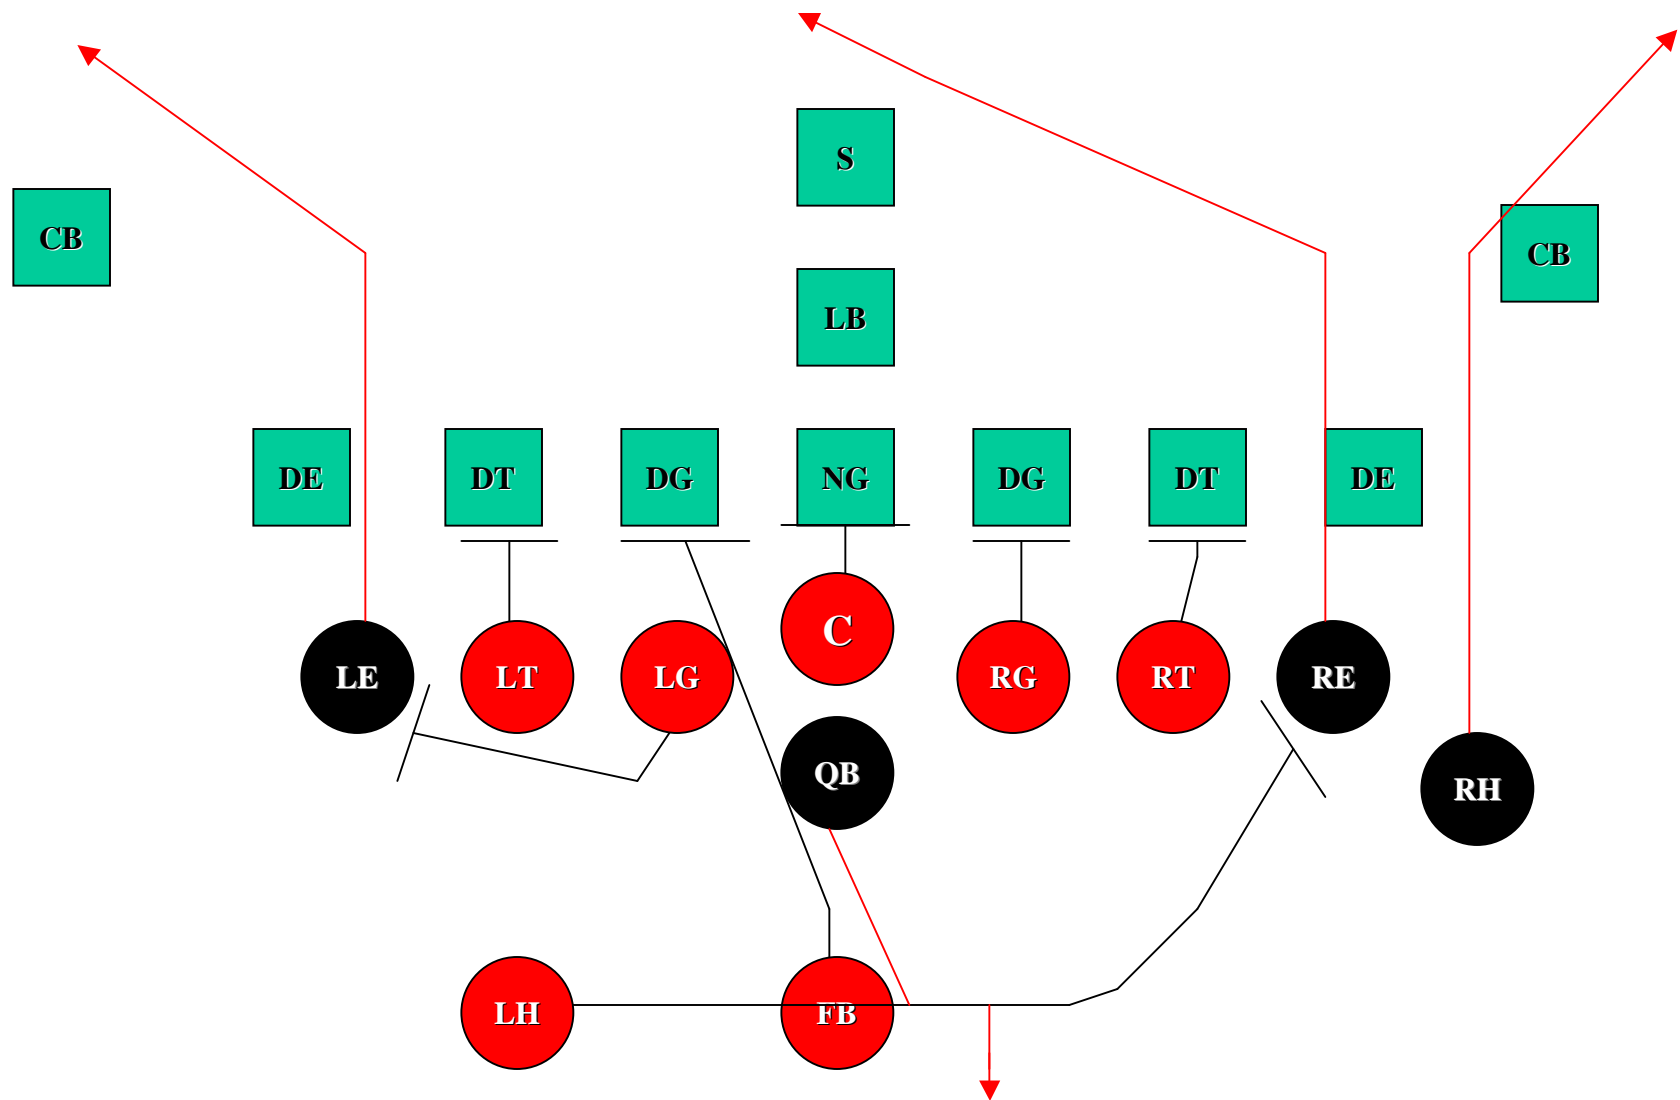 S
CB
CB
LB
DE
DT
DG
NG
DG
DT
DE
C
LE
LT
LG
RG
RT
RE
QB
RH
LH
FB